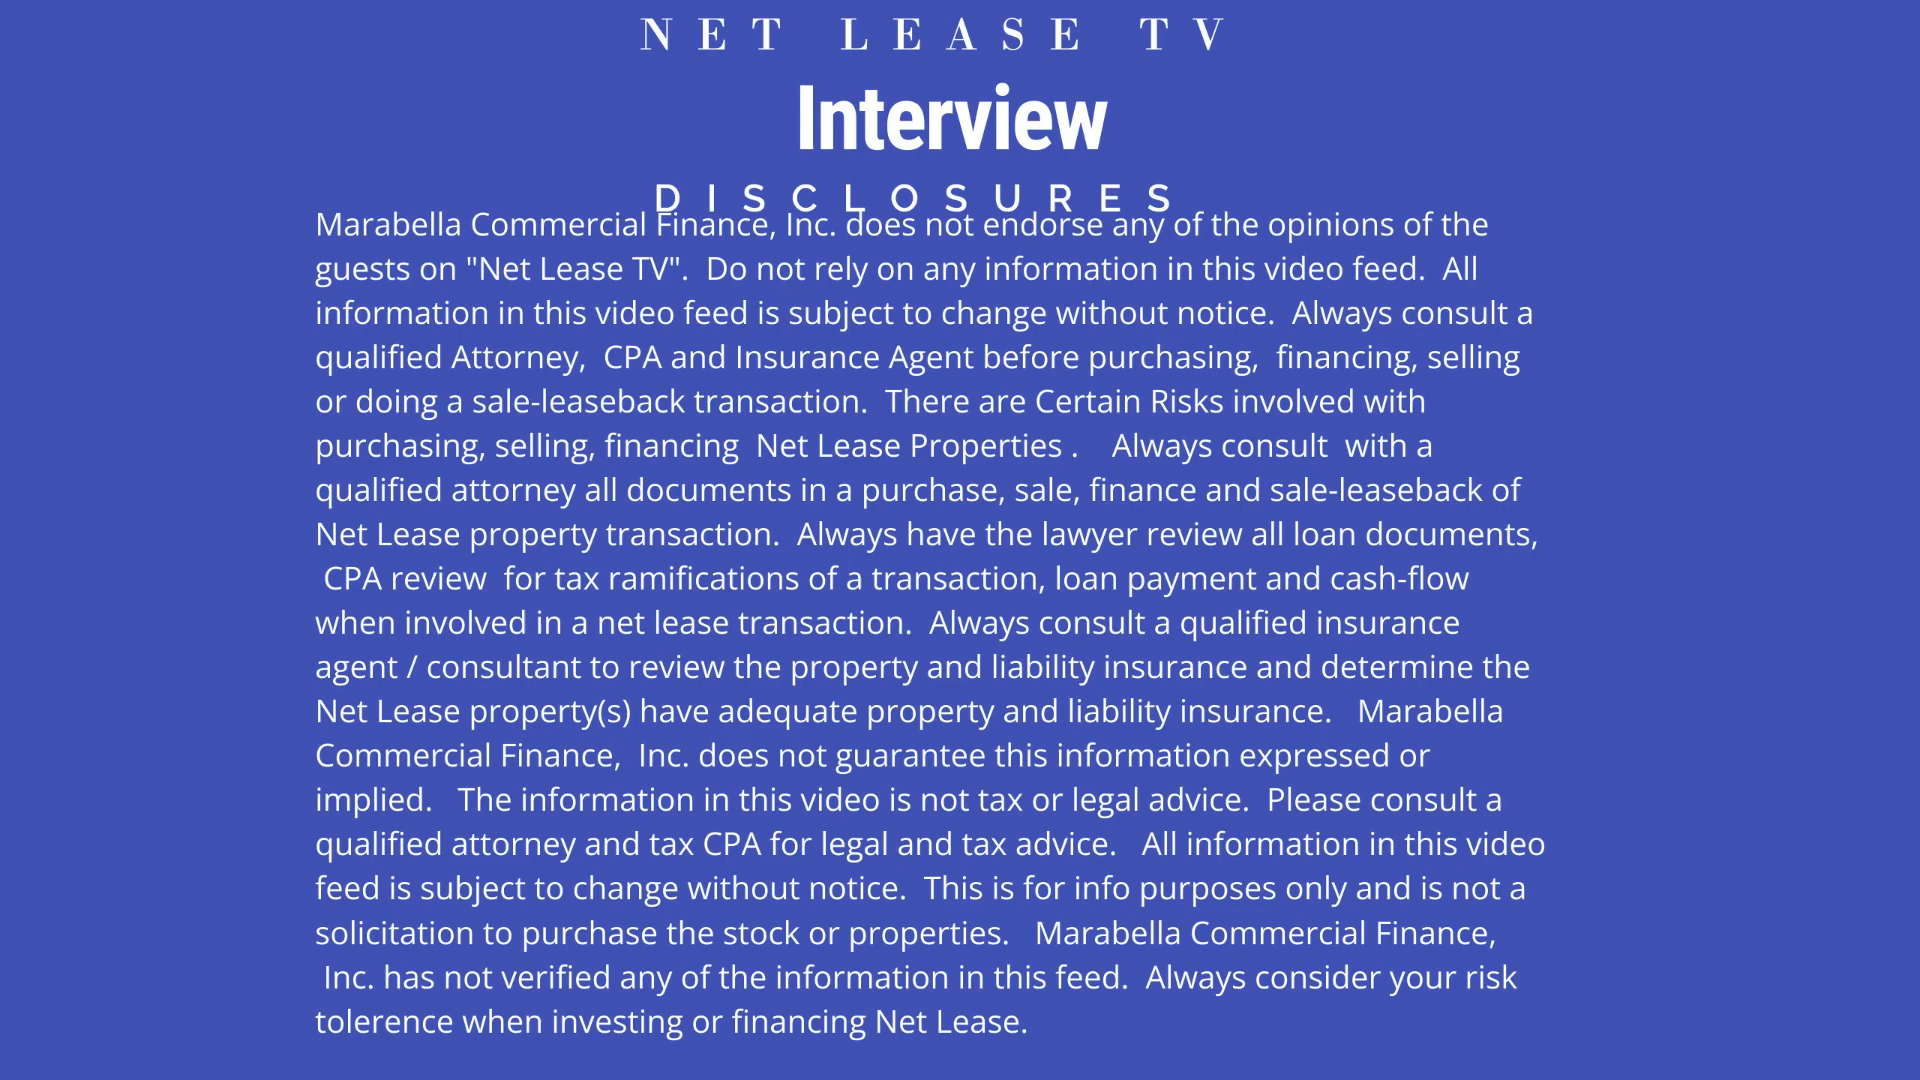 NET LEASE TV
Interview
DISCLOSURES
Marabella Commercial Finance, Inc. does not endorse any of the opinions of the
guests on "Net Lease TV".  Do not rely on any information in this video feed.  All
information in this video feed is subject to change without notice.  Always consult a
qualified Attorney,  CPA and Insurance Agent before purchasing,  financing, selling
or doing a sale-leaseback transaction.  There are Certain Risks involved with
purchasing, selling, financing  Net Lease Properties .    Always consult  with a
qualified attorney all documents in a purchase, sale, finance and sale-leaseback of
Net Lease property transaction.  Always have the lawyer review all loan documents,
CPA review  for tax ramifications of a transaction, loan payment and cash-flow
when involved in a net lease transaction.  Always consult a qualified insurance
agent / consultant to review the property and liability insurance and determine the
Net Lease property(s) have adequate property and liability insurance.   Marabella
Commercial Finance,  Inc. does not guarantee this information expressed or
implied.   The information in this video is not tax or legal advice.  Please consult a
qualified attorney and tax CPA for legal and tax advice.   All information in this video
feed is subject to change without notice.  This is for info purposes only and is not a
solicitation to purchase the stock or properties.   Marabella Commercial Finance,
Inc. has not verified any of the information in this feed.  Always consider your risk
tolerence when investing or financing Net Lease.